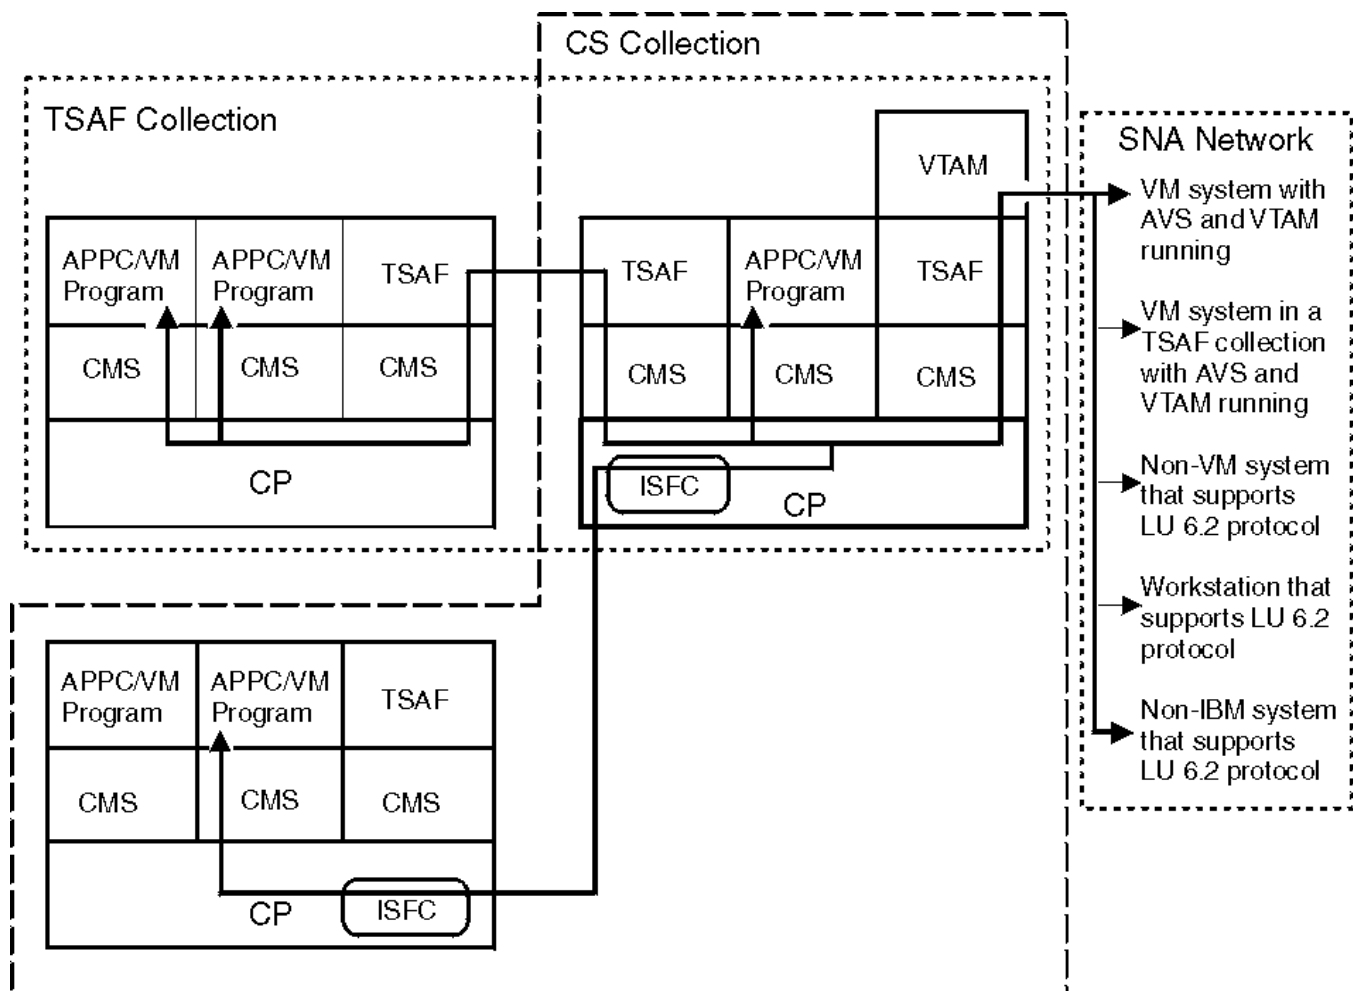 CS Collection
TSAF Collection
SNA Network
VTAM
VM system with
AVS and VTAM
running
APPC/VM
Program
APPC/VM
Program
TSAF
TSAF
APPC/VM
Program
TSAF
VM system in a
TSAF collection
with AVS and
VTAM running
CMS
CMS
CMS
CMS
CMS
CMS
CP
ISFC
CP
Non-VM system
that supports
LU 6.2 protocol
Workstation that
supports LU 6.2
protocol
APPC/VM
Program
APPC/VM
Program
TSAF
Non-IBM system
that supports
LU 6.2 protocol
CMS
CMS
CMS
CP
ISFC